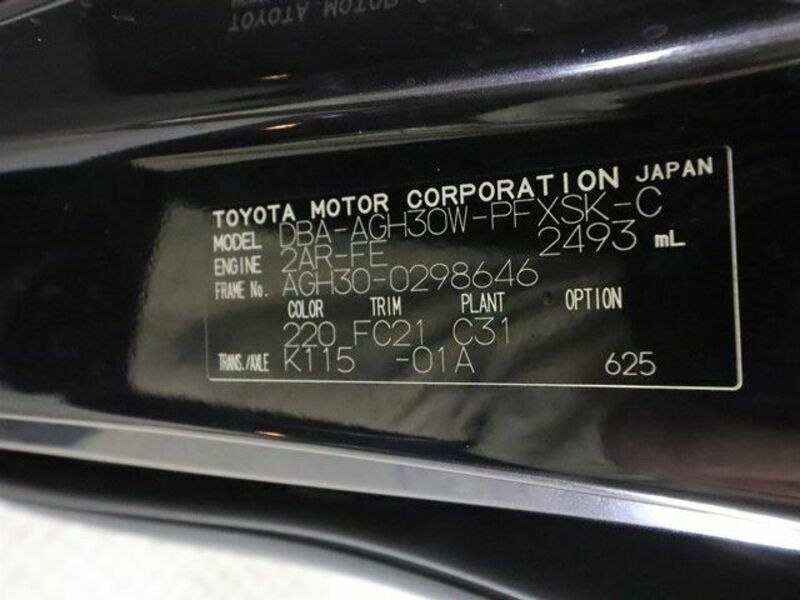 TOYOTA MOTOR CORPORATION JAPAN
MODEL DBA-AGH30W-PFXSK-C
ENGINE 2AR-FE 2493 mL
FRAME No. AGH30-0298646
COLOR TRIM PLANT OPTION
220 FC21 C31
TRANS./AXLE K115 -01A 625